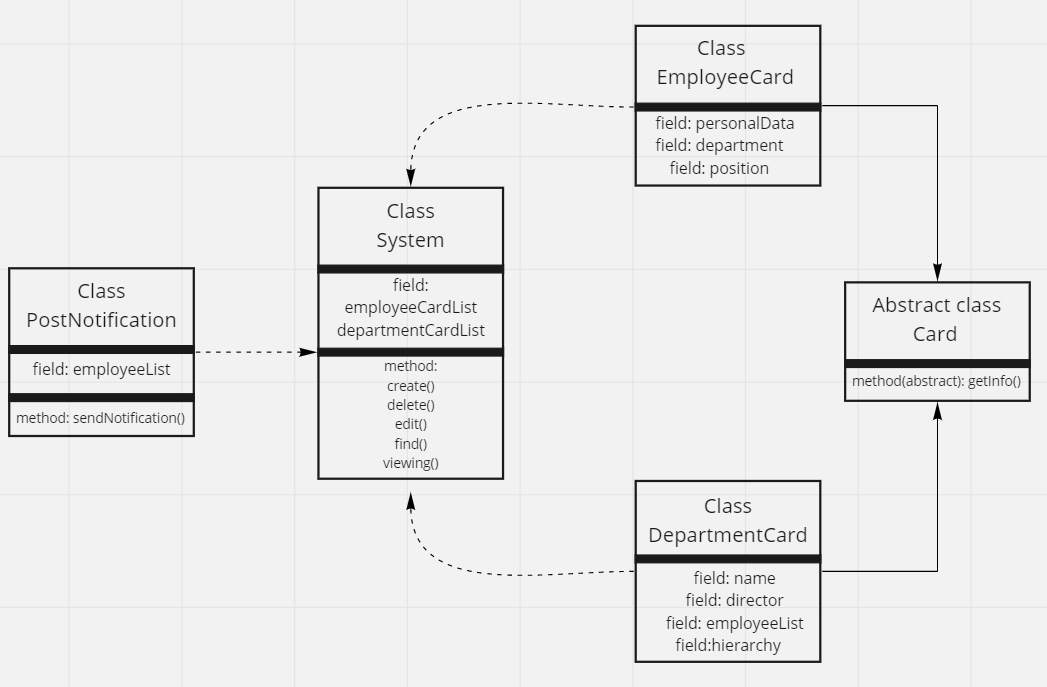 Class
EmployeeCard
field: personalData
field: department
field: position
Class
System
field:
employeeCardList
departmentCardList
method:
create()
delete()
edit()
find()
viewing()
Class
PostNotification
field: employeeList
method: sendNotification()
Abstract class
Card
method(abstract): getInfo()
Class
DepartmentCard
field: name
field: director
field: employeeList
field:hierarchy